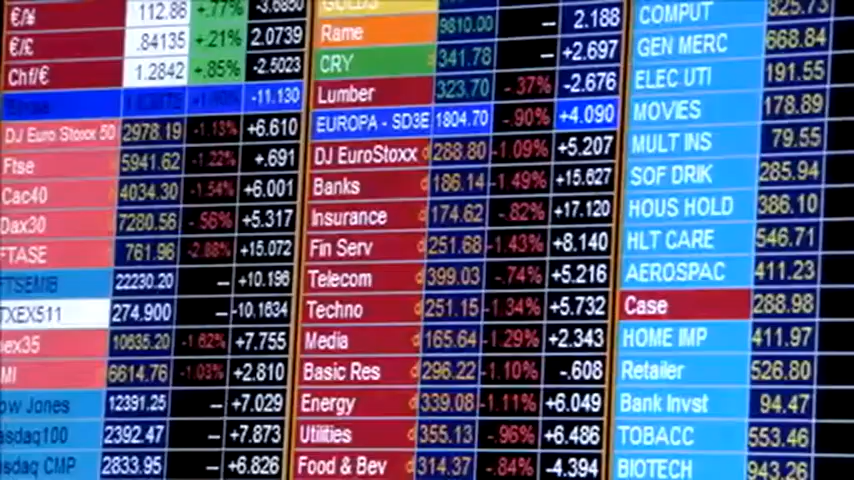 €/¥ 112.86 +.77% -3.6850
€/£ .84135 +.21% 2.0739
Chf/€ 1.2842 +.85% -2.5023
-11.130
DJ Euro Stoxx 50 2978.19 -1.13% +6.610
Ftse 5941.62 -1.22% +.691
Cac40 4034.30 -1.54% +6.001
Dax30 7280.56 -.56% +5.317
FTASE 761.96 -2.88% +15.072
FTSEMIB 22230.20 – +10.196
TXEX511 274.900 – -10.1634
bex35 10635.20 -1.62% +7.755
MI 6614.76 -1.03% +2.810
ow Jones 12391.25 – +7.029
asdaq100 2392.47 – +7.873
asdaq CMP 2833.95 – +6.826
GOLDS – 2.188
Rame 9810.00 – +2.697
CRY 341.78 – -2.676
Lumber 323.70 -.37%
EUROPA - SD3E 1804.70 -.90% +4.090
DJ EuroStoxx d 288.80 -1.09% +5.207
Banks d 186.14 -1.49% +15.627
Insurance d 174.62 -.82% +17.120
Fin Serv d 251.68 -1.43% +8.140
Telecom d 399.03 -.74% +5.216
Techno d 251.15 -1.34% +5.732
Media d 165.64 -1.29% +2.343
Basic Res d 296.22 -1.10% -.608
Energy d 339.08 -1.11% +6.049
Utilities d 355.13 -.96% +6.486
Food & Bev d 314.37 -.84% -4.394
COMPUT 825.73
GEN MERC 668.84
ELEC UTI 191.55
MOVIES 178.89
MULT INS 79.55
SOF DRIK 285.94
HOUS HOLD 386.10
HLT CARE 546.71
AEROSPAC 411.23
Case 288.98
HOME IMP 411.97
Retailer 526.80
Bank Invst 94.47
TOBACC 553.46
BIOTECH 943.26